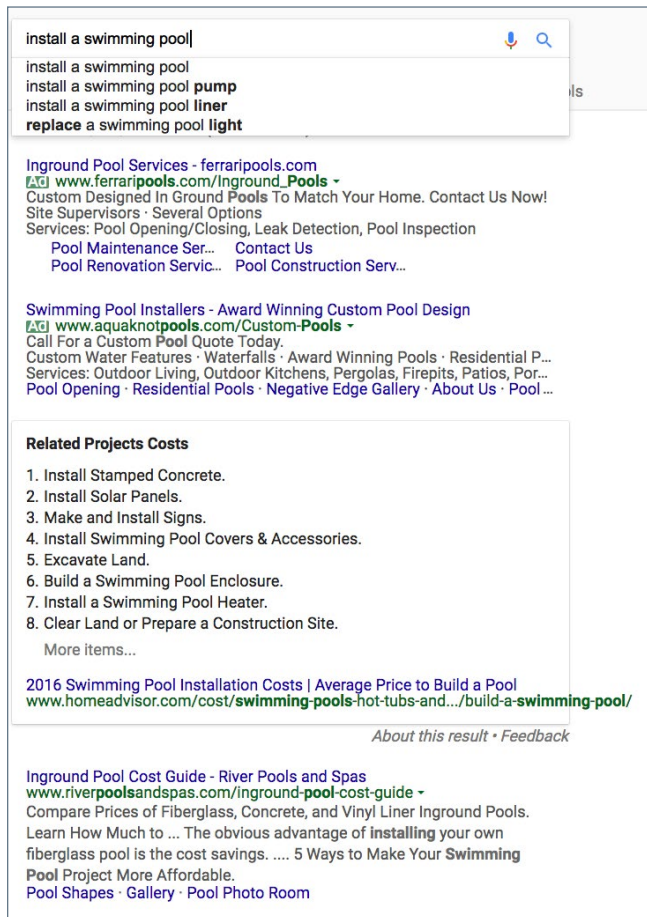 install a swimming pool
install a swimming pool
install a swimming pool pump
install a swimming pool liner
replace a swimming pool light
Inground Pool Services - ferraripools.com
Ad www.ferraripools.com/Inground_Pools
Custom Designed In Ground Pools To Match Your Home. Contact Us Now!
Site Supervisors · Several Options
Services: Pool Opening/Closing, Leak Detection, Pool Inspection
Pool Maintenance Ser... Contact Us
Pool Renovation Servic... Pool Construction Serv...
Swimming Pool Installers - Award Winning Custom Pool Design
Ad www.aquaknotpools.com/Custom-Pools
Call For a Custom Pool Quote Today.
Custom Water Features · Waterfalls · Award Winning Pools · Residential P...
Services: Outdoor Living, Outdoor Kitchens, Pergolas, Firepits, Patios, Por...
Pool Opening · Residential Pools · Negative Edge Gallery · About Us · Pool ...
Related Projects Costs
1. Install Stamped Concrete.
2. Install Solar Panels.
3. Make and Install Signs.
4. Install Swimming Pool Covers & Accessories.
5. Excavate Land.
6. Build a Swimming Pool Enclosure.
7. Install a Swimming Pool Heater.
8. Clear Land or Prepare a Construction Site.
More items...
2016 Swimming Pool Installation Costs | Average Price to Build a Pool
www.homeadvisor.com/cost/swimming-pools-hot-tubs-and.../build-a-swimming-pool/
About this result • Feedback
Inground Pool Cost Guide - River Pools and Spas
www.riverpoolsandspas.com/inground-pool-cost-guide
Compare Prices of Fiberglass, Concrete, and Vinyl Liner Inground Pools.
Learn How Much to ... The obvious advantage of installing your own
fiberglass pool is the cost savings. .... 5 Ways to Make Your Swimming
Pool Project More Affordable.
Pool Shapes · Gallery · Pool Photo Room